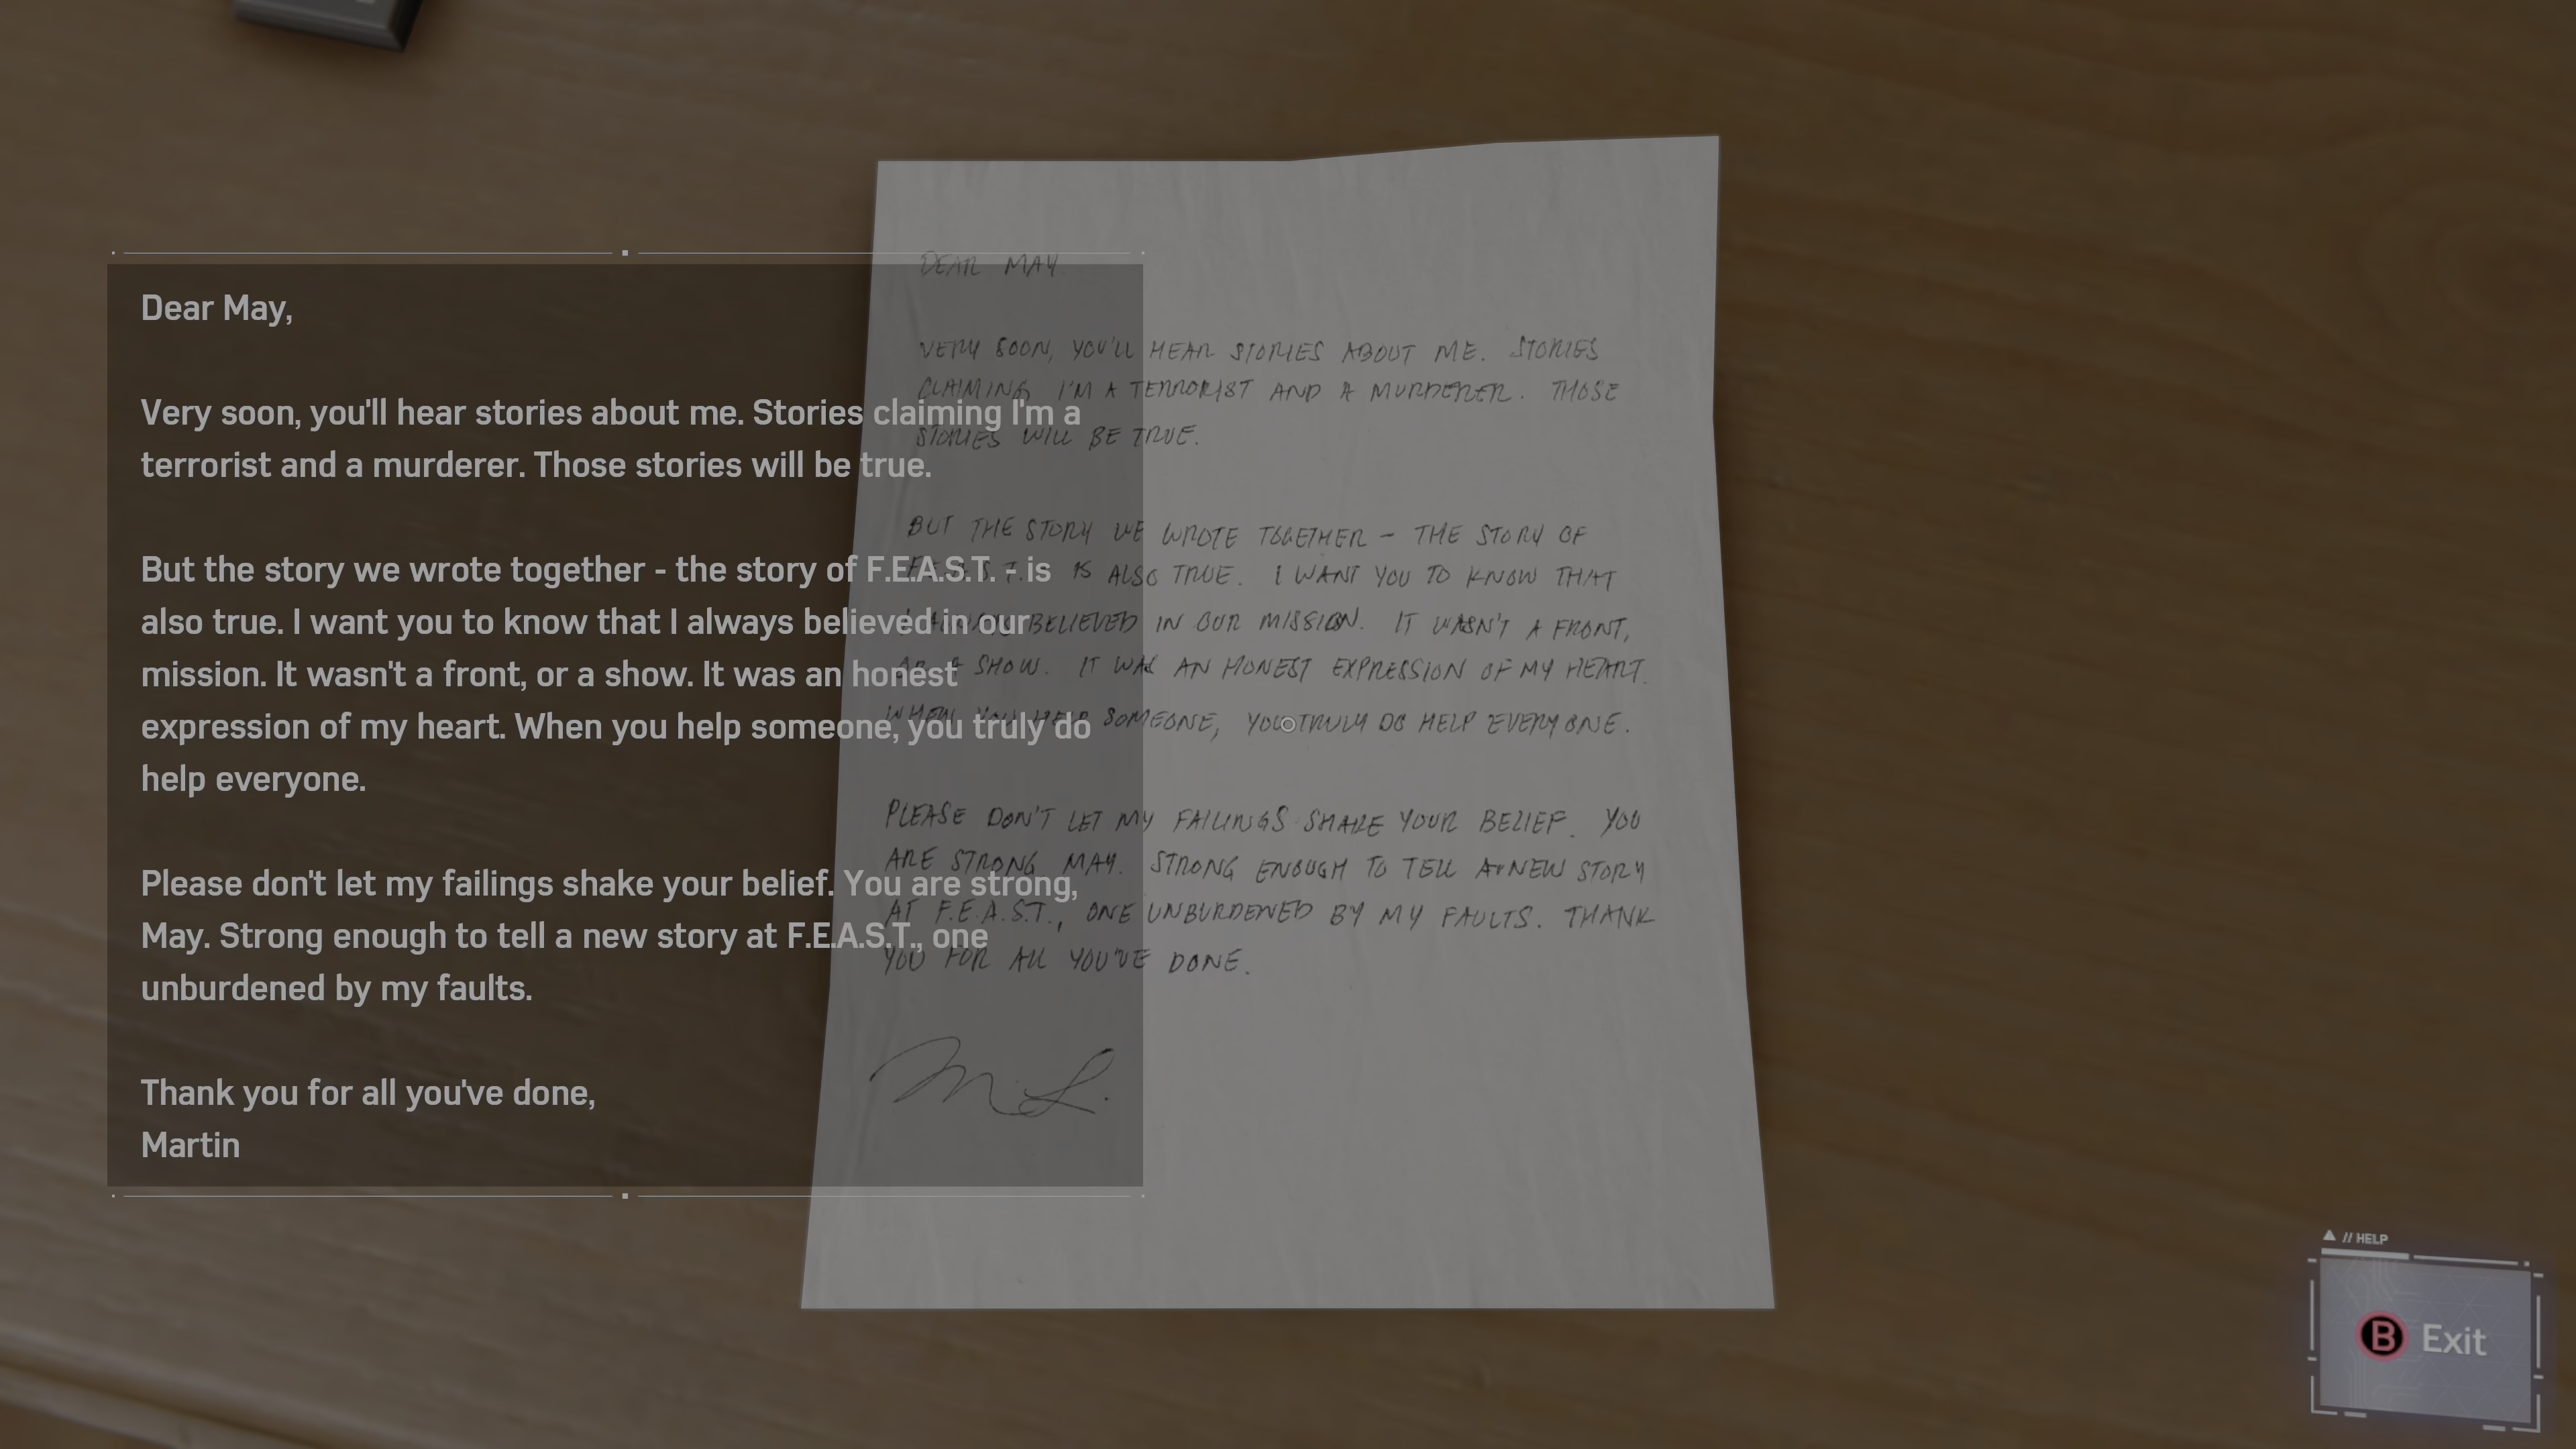 Dear May,
Very soon, you'll hear stories about me. Stories claiming I'm a
terrorist and a murderer. Those stories will be true.
But the story we wrote together - the story of F.E.A.S.T. - is
also true. I want you to know that I always believed in our
mission. It wasn't a front, or a show. It was an honest
expression of my heart. When you help someone, you truly do
help everyone.
Please don't let my failings shake your belief. You are strong,
May. Strong enough to tell a new story at F.E.A.S.T., one
unburdened by my faults.
Thank you for all you've done,
Martin
DEAR MAY.
VERY SOON, YOU'LL HEAR STORIES ABOUT ME. STORIES
CLAIMING I'M A TERRORIST AND A MURDERER. THOSE
STORIES WILL BE TRUE.
BUT THE STORY WE WROTE TOGETHER - THE STORY OF
F.E.A.S.T. IS ALSO TRUE. I WANT YOU TO KNOW THAT
I ALWAYS BELIEVED IN OUR MISSION. IT WASN'T A FRONT,
OR A SHOW. IT WAS AN HONEST EXPRESSION OF MY HEART.
WHEN YOU HELP SOMEONE, YOU TRULY DO HELP EVERYONE.
PLEASE DON'T LET MY FAILINGS SHAKE YOUR BELIEF. YOU
ARE STRONG MAY. STRONG ENOUGH TO TELL A NEW STORY
AT F.E.A.S.T., ONE UNBURDENED BY MY FAULTS. THANK
YOU FOR ALL YOU'VE DONE.
M L.
// HELP
B Exit